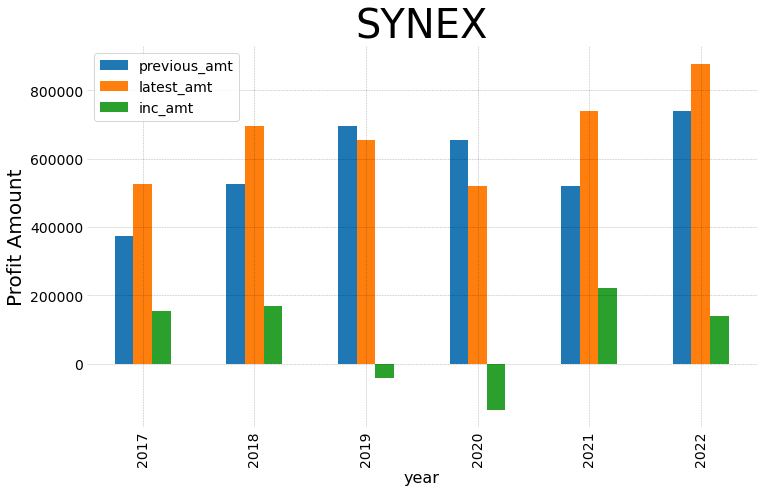 SYNEX
previous_amt
latest_amt
inc_amt
Profit Amount
800000
600000
400000
200000
0
2017 2018 2019 2020 2021 2022
year